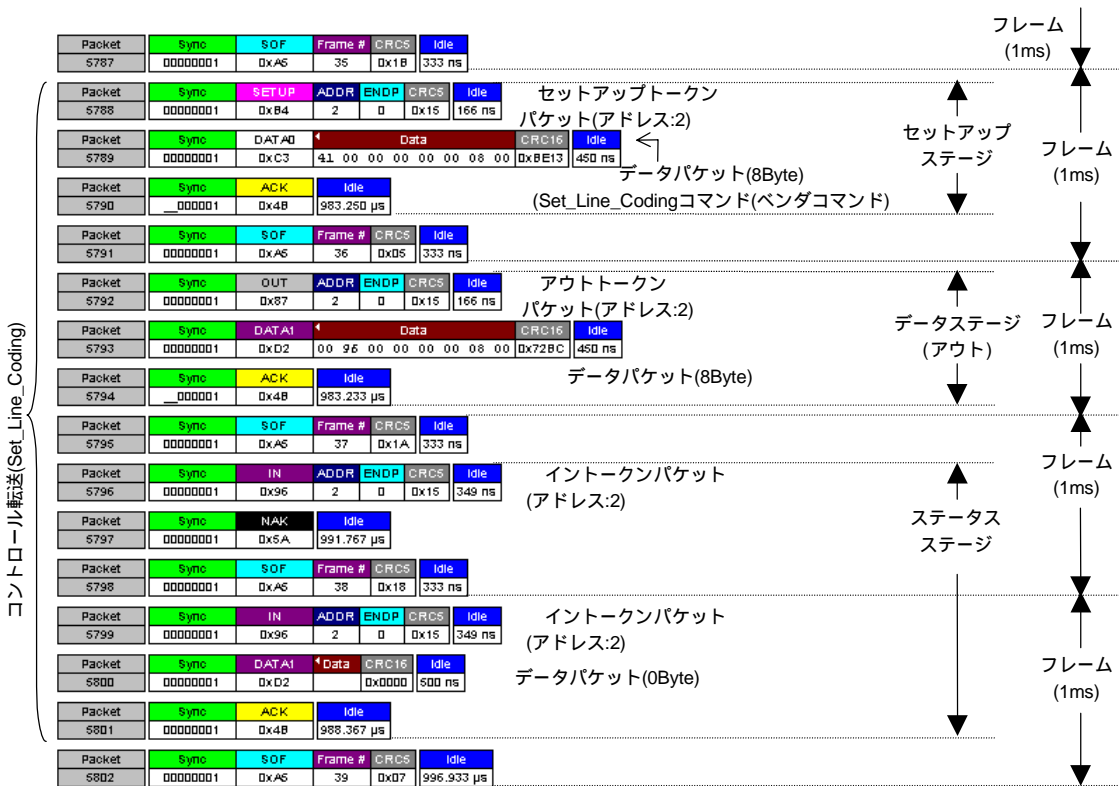 フレーム
(1ms)
Packet Sync SOF Frame # CRC5 Idle
5787 00000001 0xA5 35 0x1B 333 ns
Packet Sync SETUP ADDR ENDP CRC5 Idle
5788 00000001 0xB4 2 0 0x15 166 ns
セットアップトークン
パケット(アドレス:2)
Packet Sync DATA0 Data CRC16 Idle
5789 00000001 0xC3 41 00 00 00 00 00 08 00 0xBE13 450 ns
データパケット(8Byte)
(Set_Line_Codingコマンド(ベンダコマンド)
Packet Sync ACK Idle
5790 __000001 0x4B 983.250 µs
セットアップ
ステージ
フレーム
(1ms)
Packet Sync SOF Frame # CRC5 Idle
5791 00000001 0xA5 36 0x05 333 ns
Packet Sync OUT ADDR ENDP CRC5 Idle
5792 00000001 0x87 2 0 0x15 166 ns
アウトトークン
パケット(アドレス:2)
Packet Sync DATA1 Data CRC16 Idle
5793 00000001 0xD2 00 96 00 00 00 00 08 00 0x72BC 450 ns
データパケット(8Byte)
Packet Sync ACK Idle
5794 __000001 0x4B 983.233 µs
データステージ
(アウト)
フレーム
(1ms)
コントロール転送(Set_Line_Coding)
Packet Sync SOF Frame # CRC5 Idle
5795 00000001 0xA5 37 0x1A 333 ns
Packet Sync IN ADDR ENDP CRC5 Idle
5796 00000001 0x96 2 0 0x15 349 ns
イントークンパケット
(アドレス:2)
Packet Sync NAK Idle
5797 00000001 0x5A 991.767 µs
ステータス
ステージ
フレーム
(1ms)
Packet Sync SOF Frame # CRC5 Idle
5798 00000001 0xA5 38 0x18 333 ns
Packet Sync IN ADDR ENDP CRC5 Idle
5799 00000001 0x96 2 0 0x15 349 ns
イントークンパケット
(アドレス:2)
Packet Sync DATA1 Data CRC16 Idle
5800 00000001 0xD2 0x0000 500 ns
データパケット(0Byte)
フレーム
(1ms)
Packet Sync ACK Idle
5801 00000001 0x4B 988.367 µs
Packet Sync SOF Frame # CRC5 Idle
5802 00000001 0xA5 39 0x07 996.933 µs